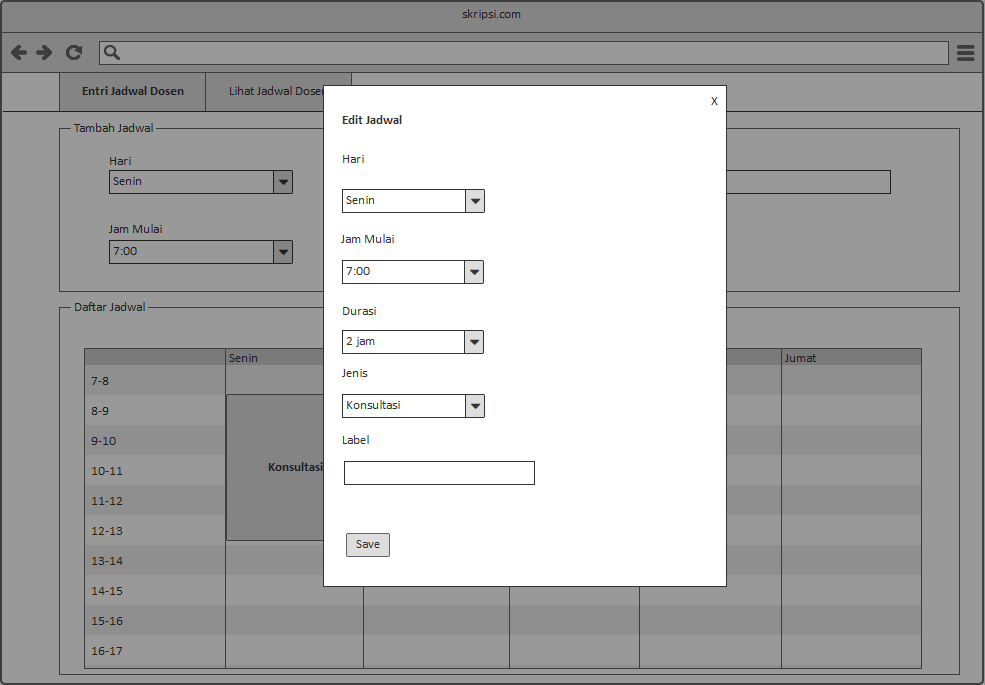 skripsi.com
Entri Jadwal Dosen
Lihat Jadwal Dosen
Tambah Jadwal
Hari
Senin
Jam Mulai
7:00
X
Edit Jadwal
Hari
Senin
Jam Mulai
7:00
Durasi
2 jam
Jenis
Konsultasi
Label
Save
Daftar Jadwal
Senin
Jumat
7-8
8-9
9-10
Konsultasi
10-11
11-12
12-13
13-14
14-15
15-16
16-17